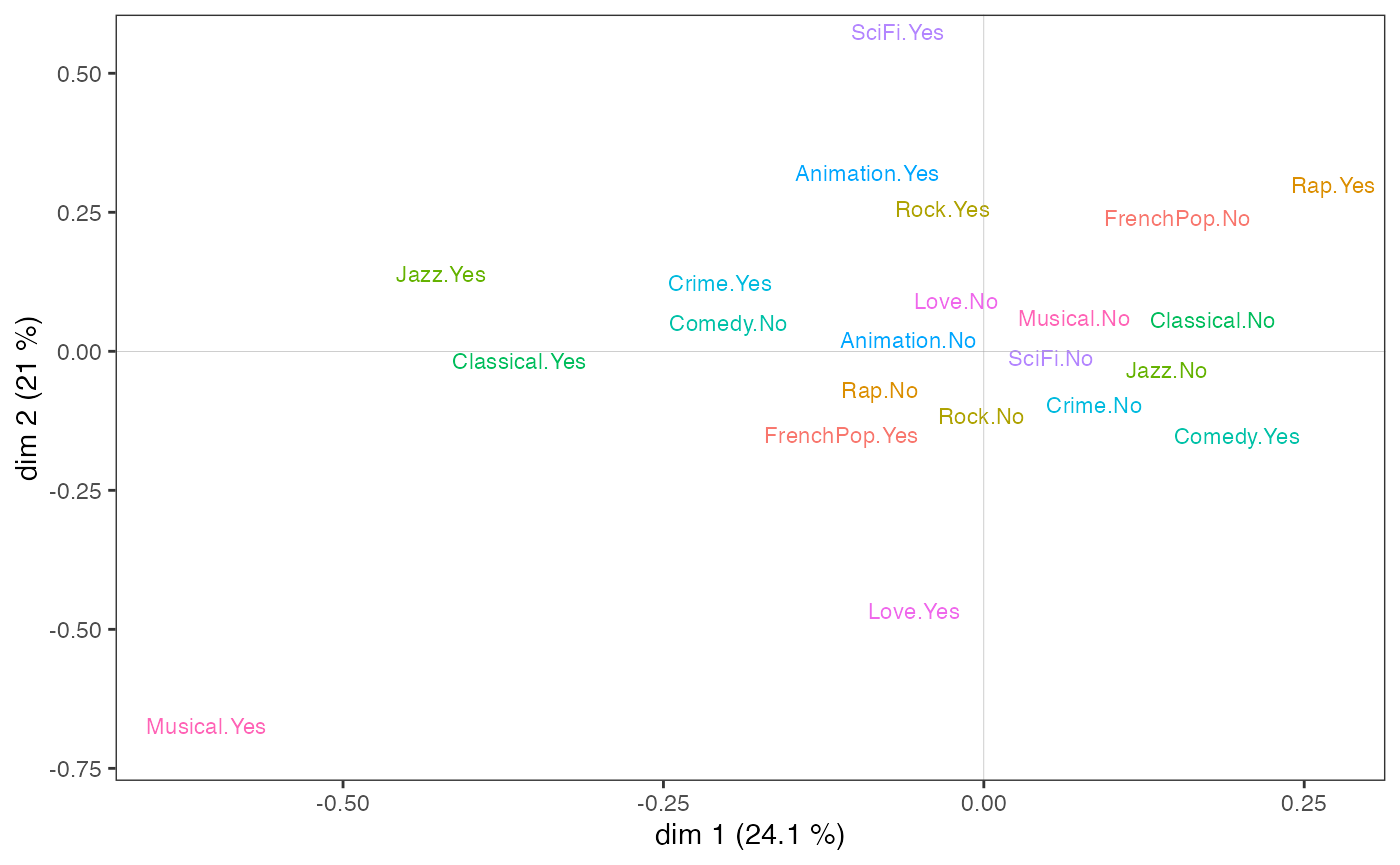 SciFi.Yes
0.50
Animation.Yes
Rap.Yes
Rock.Yes
0.25
FrenchPop.No
Jazz.Yes
Crime.Yes
Love.No
Musical.No
Classical.No
Comedy.No
Animation.No
0.00
SciFi.No
Classical.Yes
Jazz.No
Rap.No
Crime.No
Rock.No
FrenchPop.Yes
Comedy.Yes
-0.25
Love.Yes
-0.50
Musical.Yes
-0.75
dim 2 (21 %)
-0.50 -0.25 0.00 0.25
dim 1 (24.1 %)